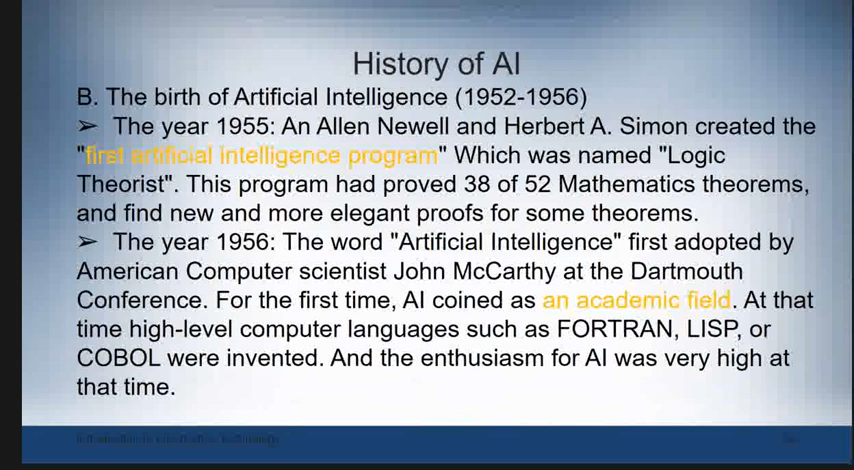 History of AI
B. The birth of Artificial Intelligence (1952-1956)
➢ The year 1955: An Allen Newell and Herbert A. Simon created the
"first artificial intelligence program" Which was named "Logic
Theorist". This program had proved 38 of 52 Mathematics theorems,
and find new and more elegant proofs for some theorems.
➢ The year 1956: The word "Artificial Intelligence" first adopted by
American Computer scientist John McCarthy at the Dartmouth
Conference. For the first time, AI coined as an academic field. At that
time high-level computer languages such as FORTRAN, LISP, or
COBOL were invented. And the enthusiasm for AI was very high at
that time.